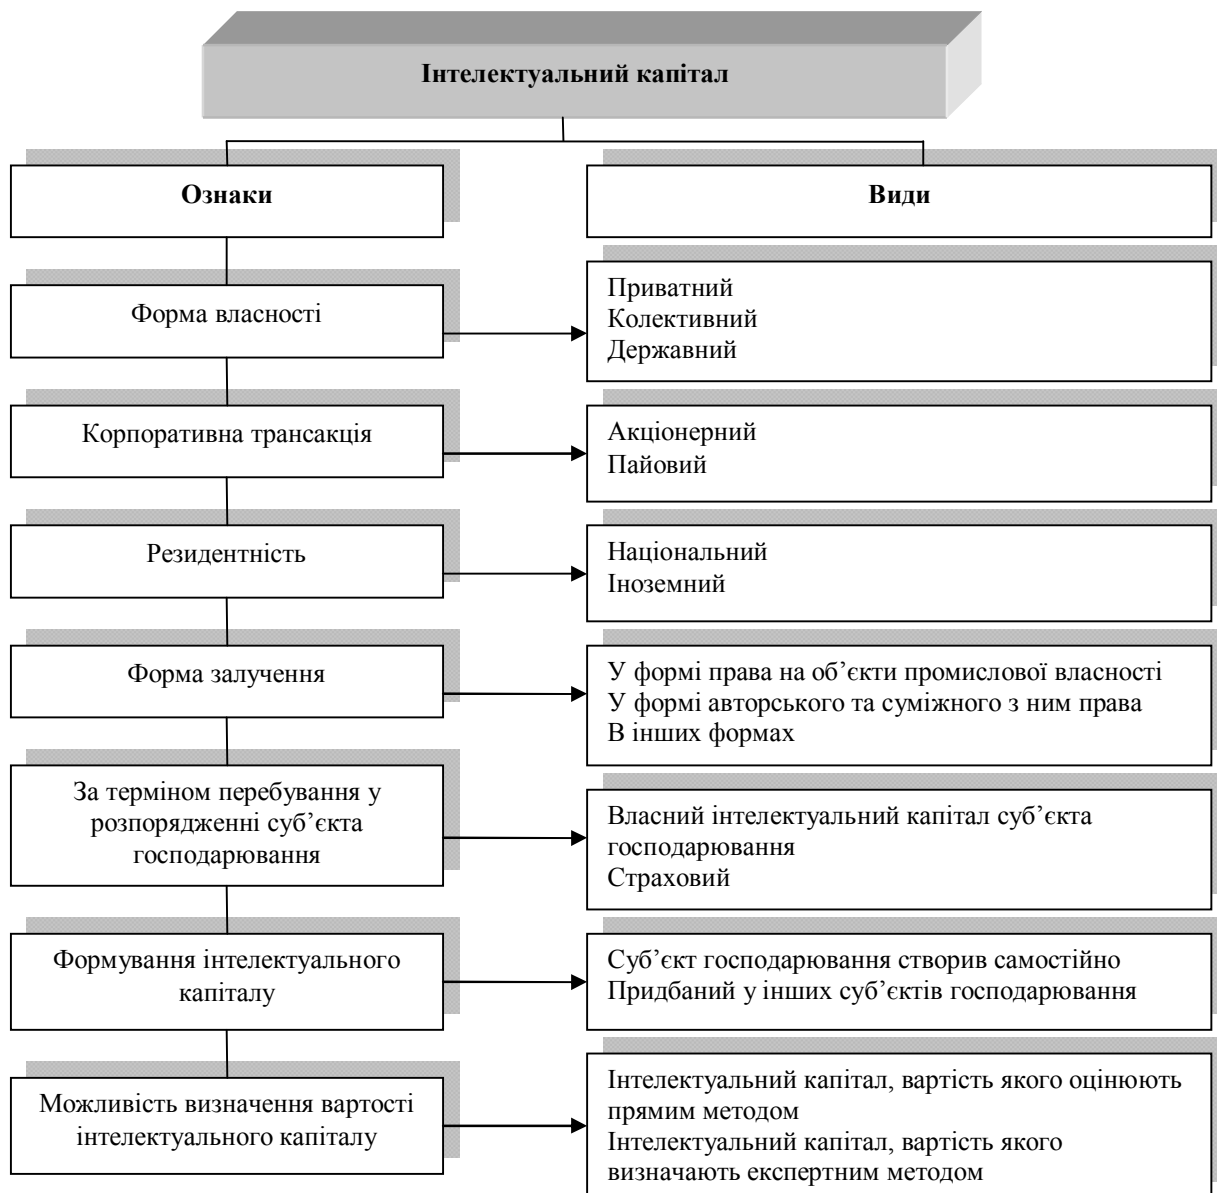 Інтелектуальний капітал
Ознаки
Види
Форма власності
Приватний
Колективний
Державний
Корпоративна трансакція
Акціонерний
Пайовий
Резидентність
Національний
Іноземний
Форма залучення
У формі права на об’єкти промислової власності
У формі авторського та суміжного з ним права
В інших формах
За терміном перебування у
розпорядженні суб’єкта
господарювання
Власний інтелектуальний капітал суб’єкта
господарювання
Страховий
Формування інтелектуального
капіталу
Суб’єкт господарювання створив самостійно
Придбаний у інших суб’єктів господарювання
Можливість визначення вартості
інтелектуального капіталу
Інтелектуальний капітал, вартість якого оцінюють
прямим методом
Інтелектуальний капітал, вартість якого
визначають експертним методом